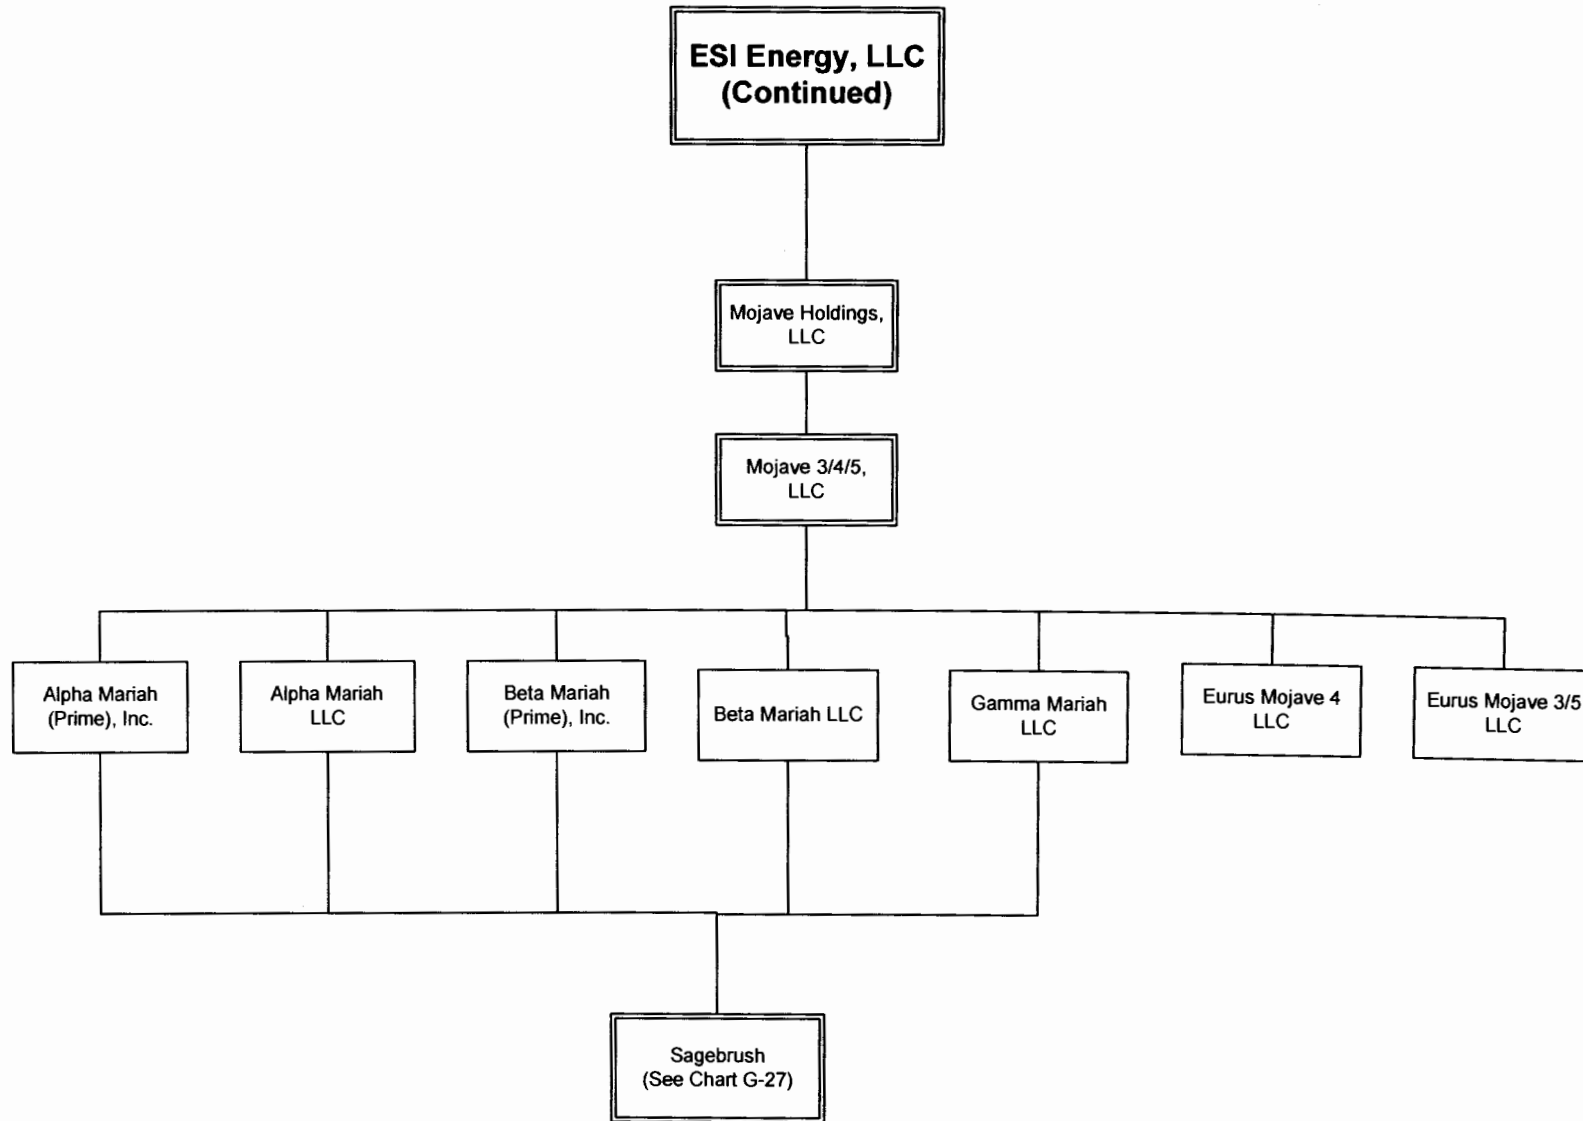 ESI Energy, LLC
(Continued)
Mojave Holdings,
LLC
Mojave 3/4/5,
LLC
Alpha Mariah
(Prime), Inc.
Alpha Mariah
LLC
Beta Mariah
(Prime), Inc.
Beta Mariah LLC
Gamma Mariah
LLC
Eurus Mojave 4
LLC
Eurus Mojave 3/5
LLC
Sagebrush
(See Chart G-27)